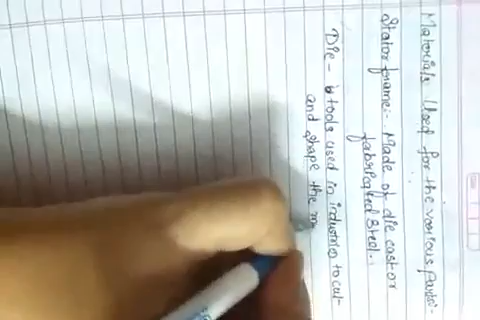 Materials Used for the various parts:-
Stator frame:- Made of die cast or
fabricated steel.
Die - tools used in industries to cut
and shape the m